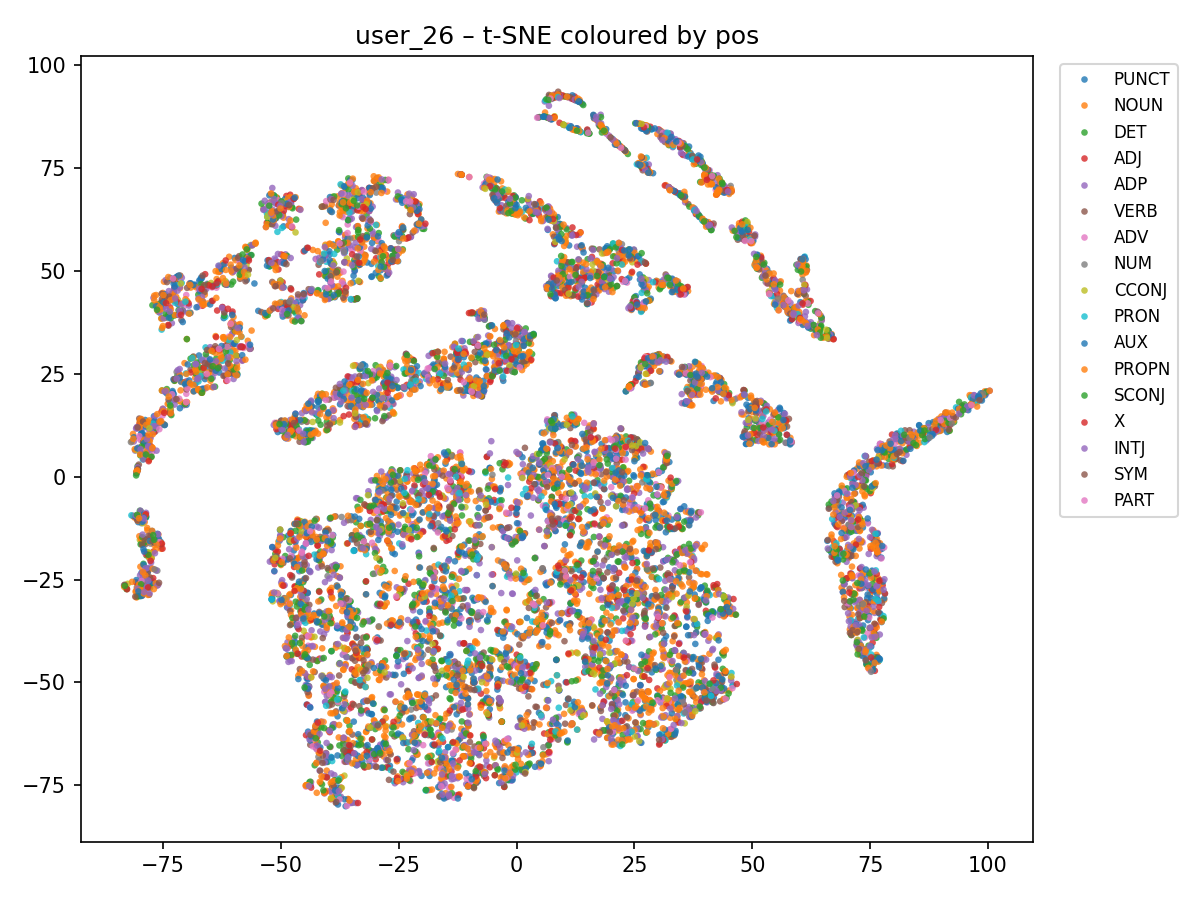 user_26 – t-SNE coloured by pos
100
75
50
25
0
−25
−50
−75
−75
−50
−25
0
25
50
75
100
PUNCT
NOUN
DET
ADJ
ADP
VERB
ADV
NUM
CCONJ
PRON
AUX
PROPN
SCONJ
X
INTJ
SYM
PART